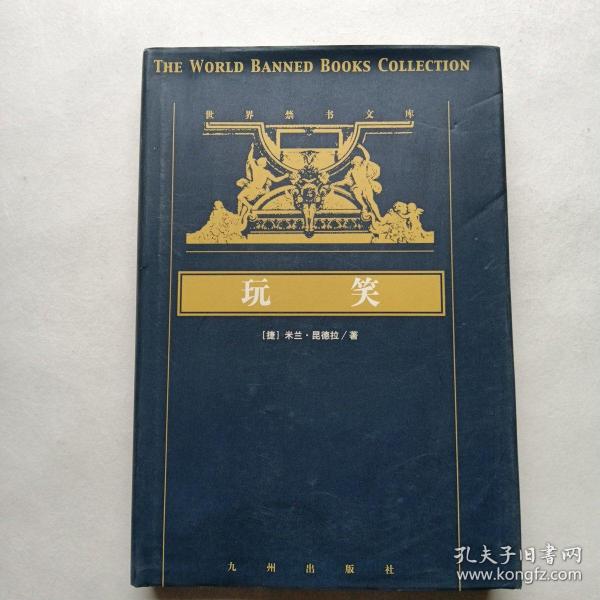 THE WORLD BANNED BOOKS COLLECTION
世界禁书文库
玩笑
[捷] 米兰·昆德拉/著
九州出版社
孔夫子旧书网
www.kongfz.com